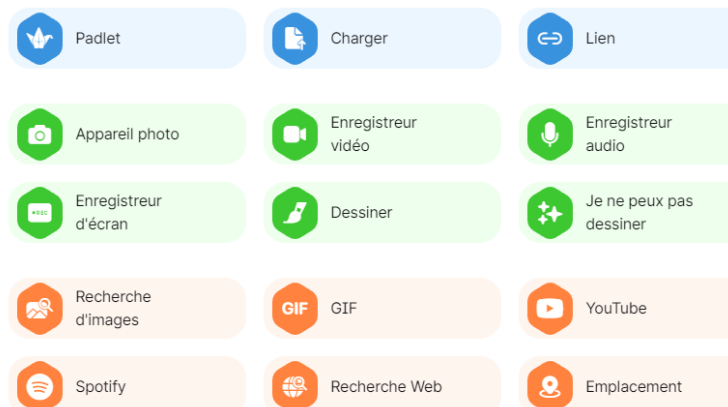 Padlet
Charger
Lien
Appareil photo
Enregistreur
vidéo
Enregistreur
audio
REC
Enregistreur
d'écran
Dessiner
Je ne peux pas
dessiner
Recherche
d'images
GIF
GIF
YouTube
Spotify
Recherche Web
Emplacement